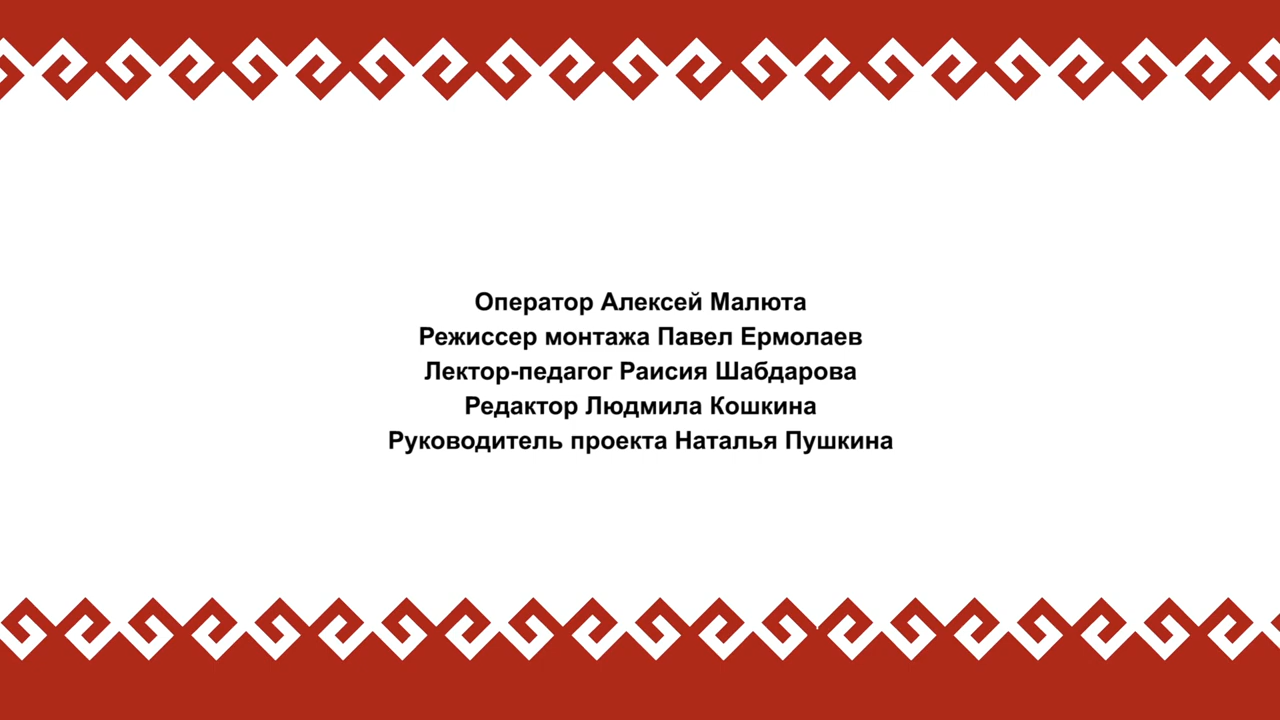 Оператор Алексей Малюта
Режиссер монтажа Павел Ермолаев
Лектор-педагог Раисия Шабдарова
Редактор Людмила Кошкина
Руководитель проекта Наталья Пушкина